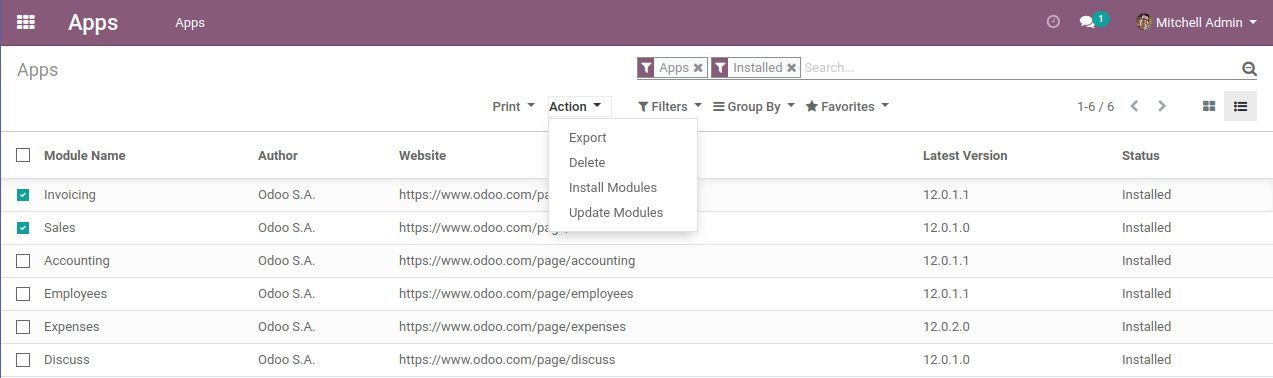 Apps Apps 1 Mitchell Admin
Apps Apps Installed Search...
Print Action Filters Group By Favorites 1-6 / 6
Export
Delete
Install Modules
Update Modules
Module Name Author Website Latest Version Status
Invoicing Odoo S.A. https://www.odoo.com/pa 12.0.1.1 Installed
Sales Odoo S.A. https://www.odoo.com/page/ 12.0.1.0 Installed
Accounting Odoo S.A. https://www.odoo.com/page/accounting 12.0.1.1 Installed
Employees Odoo S.A. https://www.odoo.com/page/employees 12.0.1.1 Installed
Expenses Odoo S.A. https://www.odoo.com/page/expenses 12.0.2.0 Installed
Discuss Odoo S.A. https://www.odoo.com/page/discuss 12.0.1.0 Installed